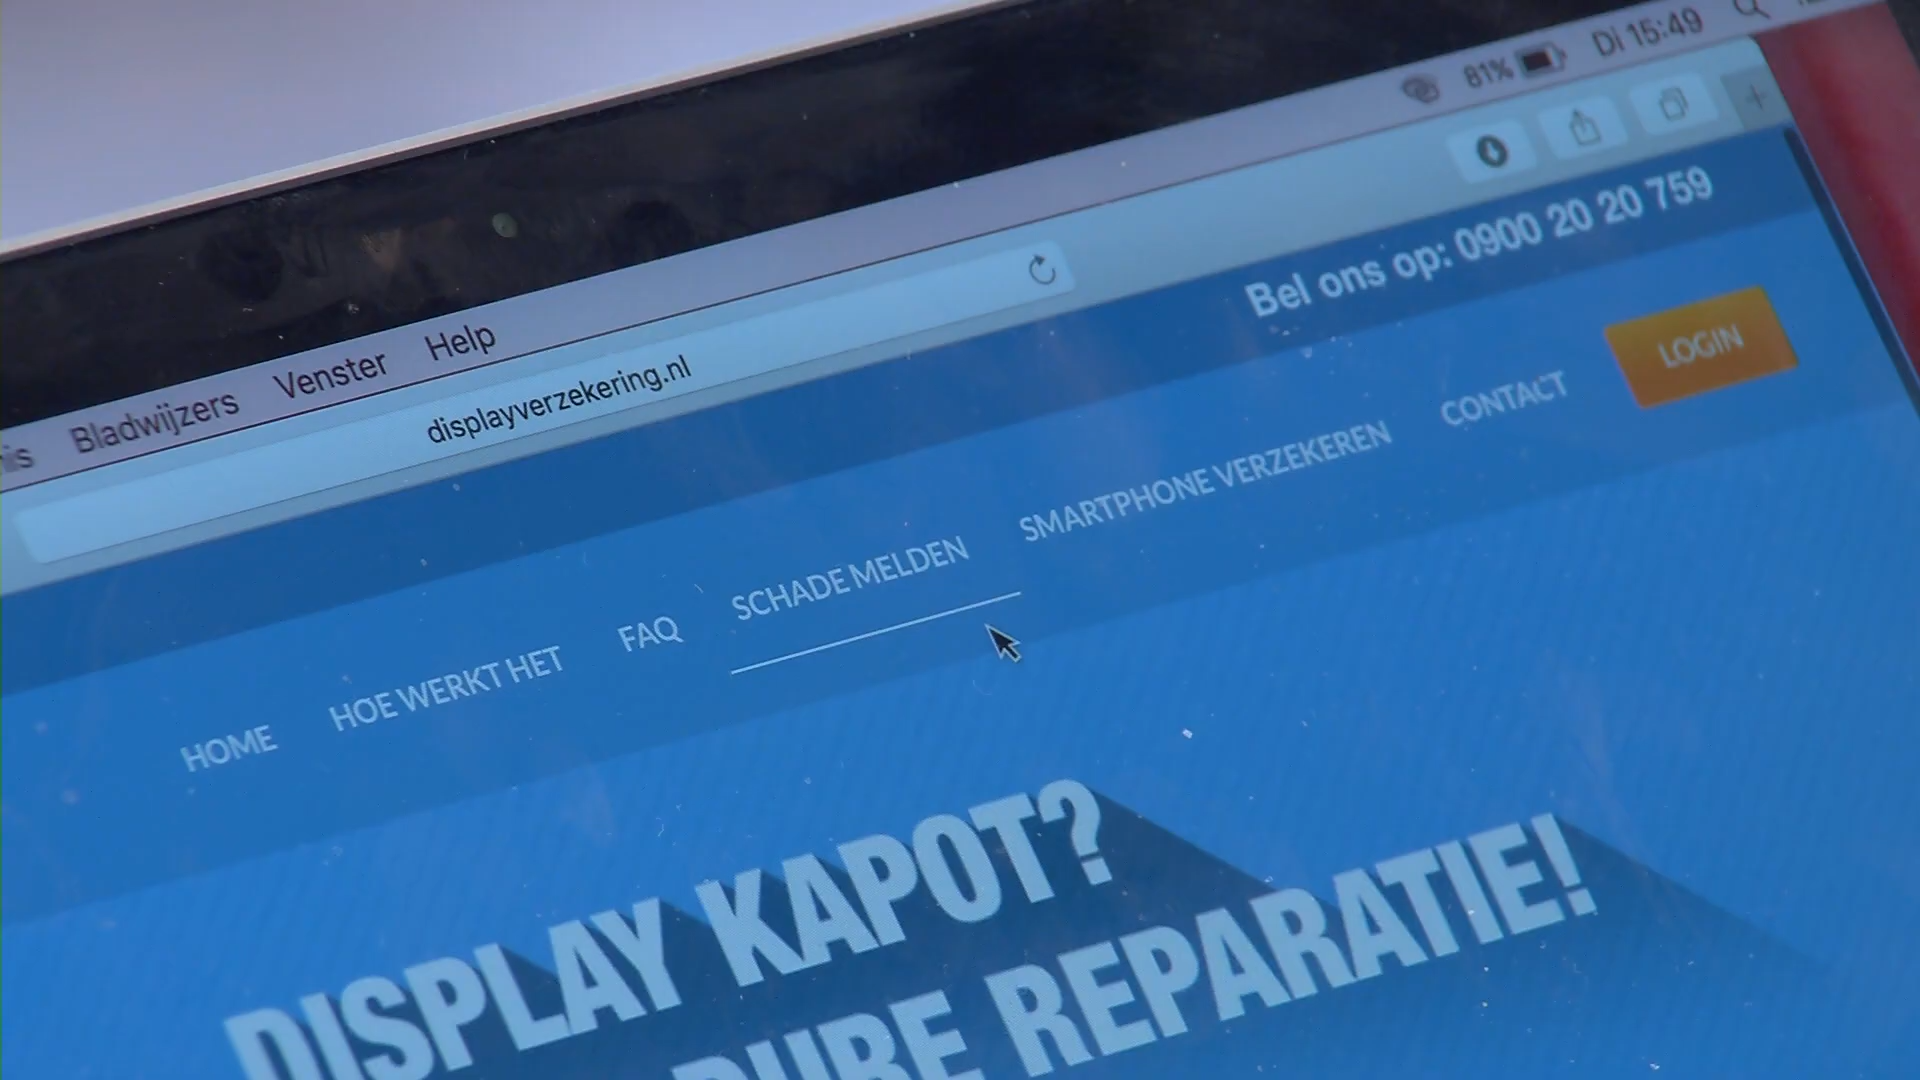 81% Di 15:49
Bladwijzers Venster Help
displayverzekering.nl
Bel ons op: 0900 20 20 759
HOME HOE WERKT HET FAQ SCHADE MELDEN SMARTPHONE VERZEKEREN CONTACT LOGIN
DISPLAY KAPOT?
DURE REPARATIE!